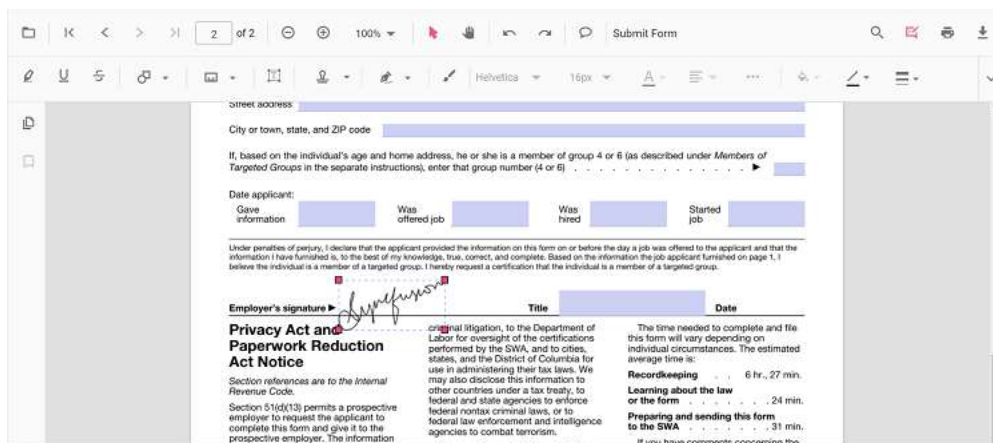 2 of 2 100% Submit Form
Helvetica 16px A
Street address
City or town, state, and ZIP code
If, based on the individual's age and home address, he or she is a member of group 4 or 6 (as described under Members of
Targeted Groups in the separate instructions), enter that group number (4 or 6) . . . . . . . . . . . . . . ▶
Date applicant:
Gave information
Was offered job
Was hired
Started job
Under penalties of perjury, I declare that the applicant provided the information on this form on or before the day a job was offered to the applicant and that the
information I have furnished is, to the best of my knowledge, true, correct, and complete. Based on the information the job applicant furnished on page 1, I
believe the individual is a member of a targeted group. I hereby request a certification that the individual is a member of a targeted group.
Employer's signature ▶ Syncfusion Title Date
Privacy Act and
Paperwork Reduction
Act Notice
Section references are to the Internal
Revenue Code.
Section 51(d)(13) permits a prospective
employer to request the applicant to
complete this form and give it to the
prospective employer. The information
criminal litigation, to the Department of
Labor for oversight of the certifications
performed by the SWA, and to cities,
states, and the District of Columbia for
use in administering their tax laws. We
may also disclose this information to
other countries under a tax treaty, to
federal and state agencies to enforce
federal nontax criminal laws, or to
federal law enforcement and intelligence
agencies to combat terrorism.
The time needed to complete and file
this form will vary depending on
individual circumstances. The estimated
average time is:
Recordkeeping . . 6 hr., 27 min.
Learning about the law
or the form . . . . . . . 24 min.
Preparing and sending this form
to the SWA . . . . . . . 31 min.
If you have comments concerning the